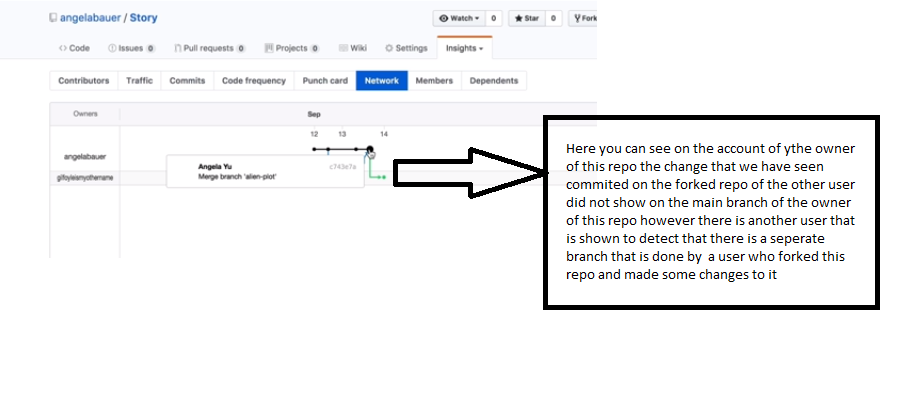 angelabauer / Story
Watch 0 Star 0 Fork
Code Issues 0 Pull requests 0 Projects 0 Wiki Settings Insights
Contributors Traffic Commits Code frequency Punch card Network Members Dependents
Owners Sep
12 13 14
angelabauer
Angela Yu c743e7a
Merge branch 'alien-plot'
Here you can see on the account of ythe owner
of this repo the change that we have seen
commited on the forked repo of the other user
did not show on the main branch of the owner
of this repo however there is another user that
is shown to detect that there is a seperate
branch that is done by a user who forked this
repo and made some changes to it